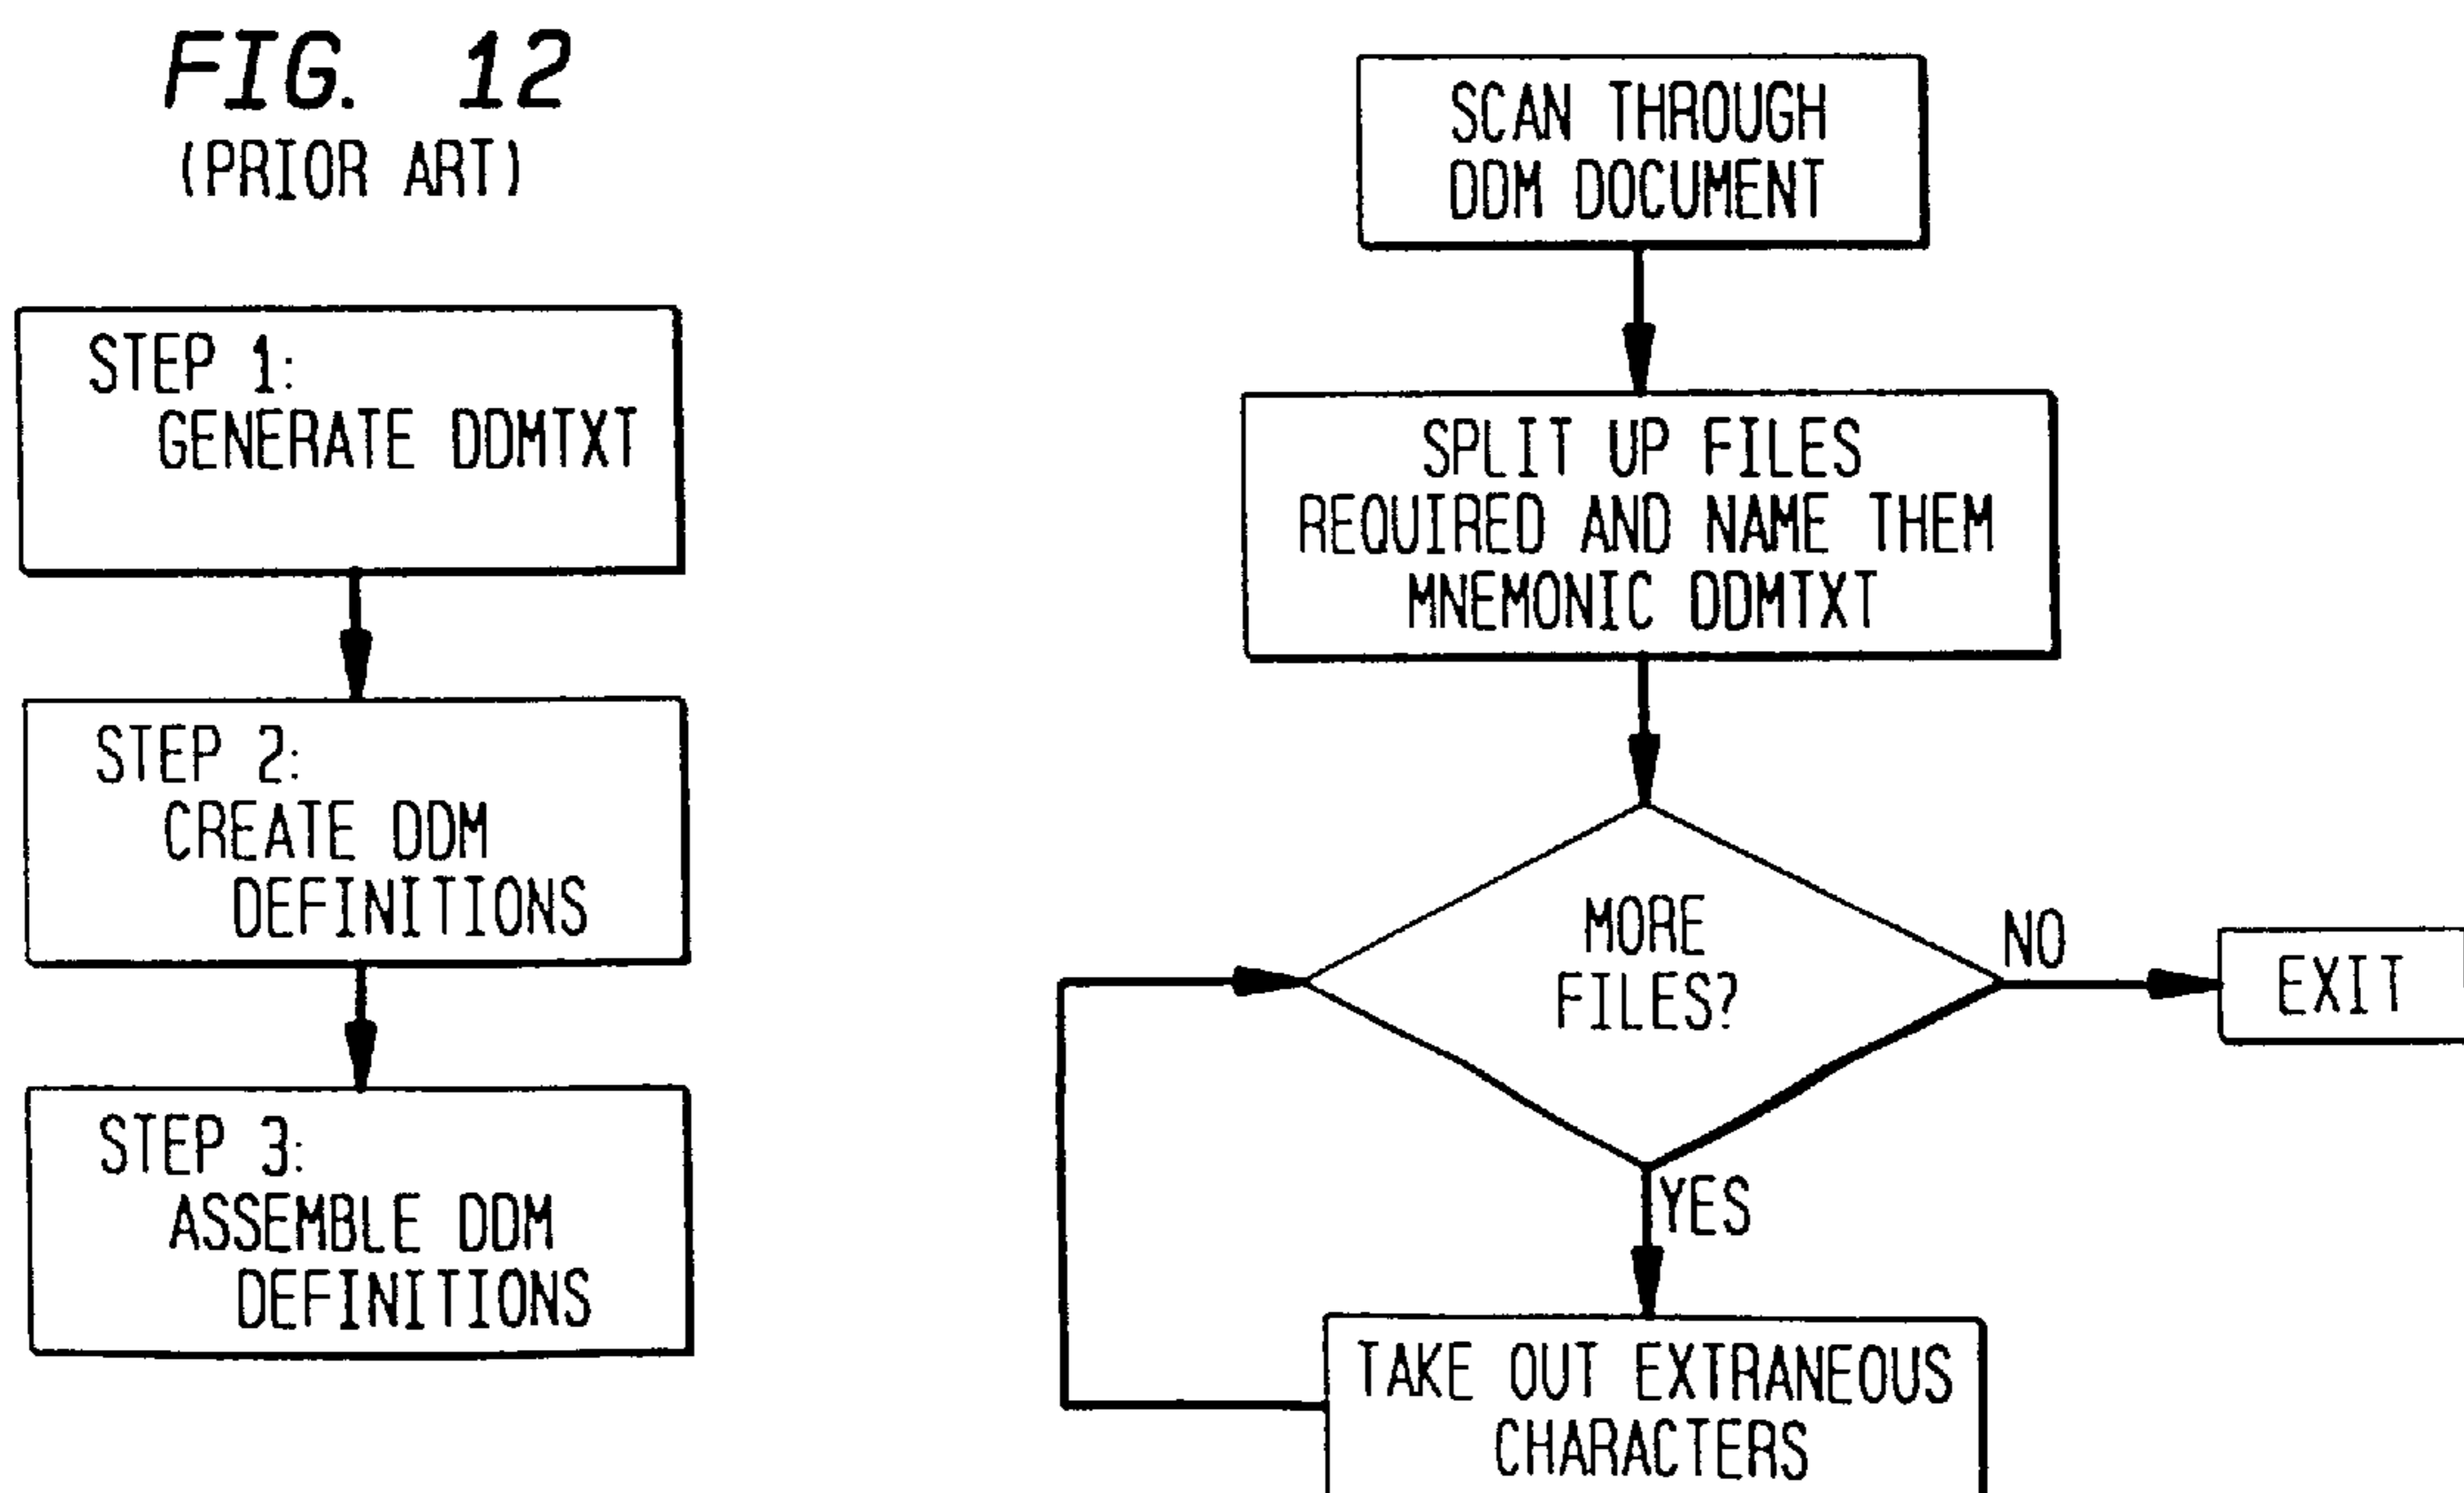 FIG. 12
(PRIOR ART)
STEP 1:
GENERATE DDMTXT
STEP 2:
CREATE DDM
DEFINITIONS
STEP 3:
ASSEMBLE DDM
DEFINITIONS
SCAN THROUGH
DDM DOCUMENT
SPLIT UP FILES
REQUIRED AND NAME THEM
MNEMONIC DDMTXT
MORE
FILES?
NO
EXIT
YES
TAKE OUT EXTRANEOUS
CHARACTERS